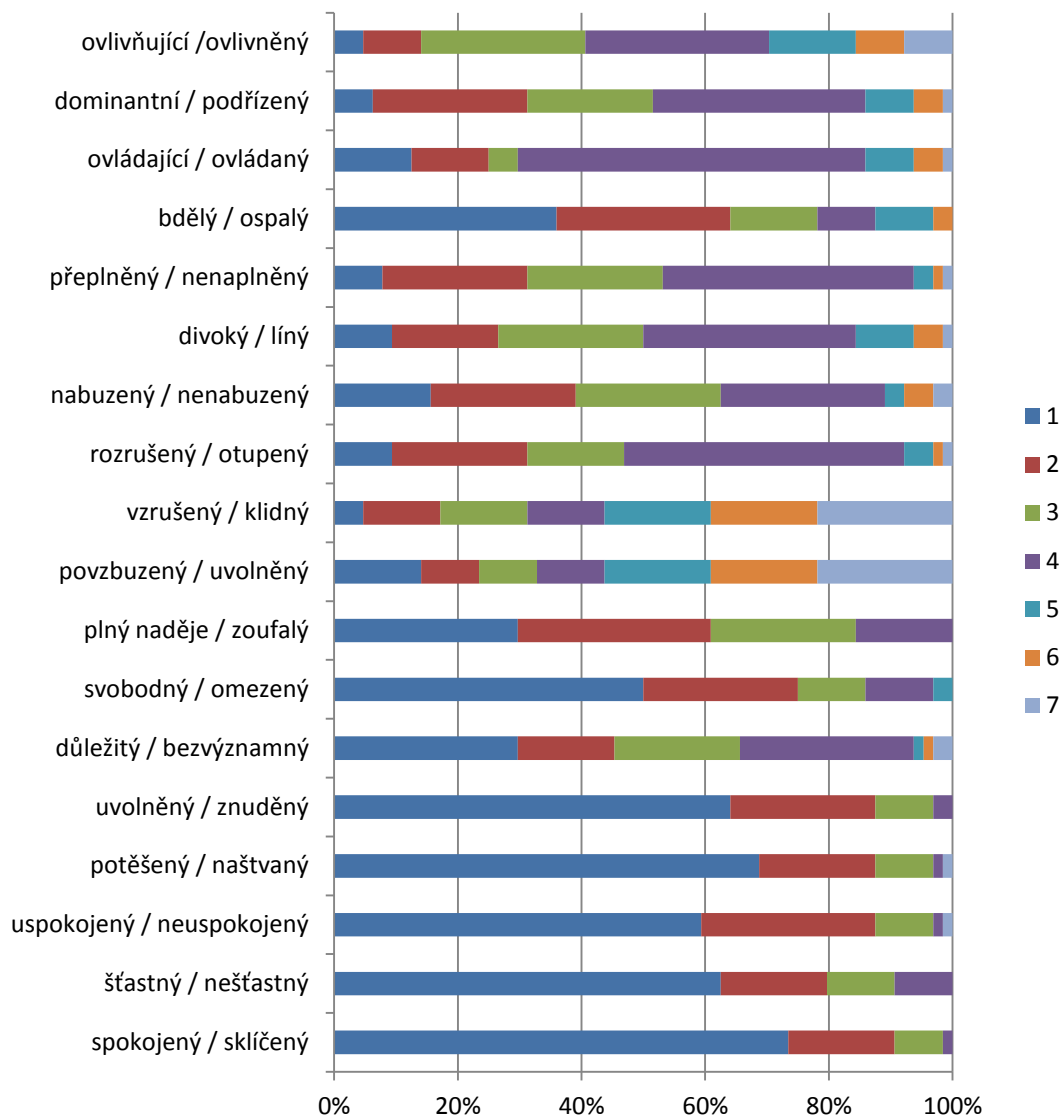 ovlivňující /ovlivněný
dominantní / podřízený
ovládající / ovládaný
bdělý / ospalý
přeplněný / nenaplněný
divoký / líný
nabuzený / nenabuzený
rozrušený / otupený
vzrušený / klidný
povzbuzený / uvolněný
plný naděje / zoufalý
svobodný / omezený
důležitý / bezvýznamný
uvolněný / znuděný
potěšený / naštvaný
uspokojený / neuspokojený
šťastný / nešťastný
spokojený / sklíčený
0% 20% 40% 60% 80% 100%
1
2
3
4
5
6
7